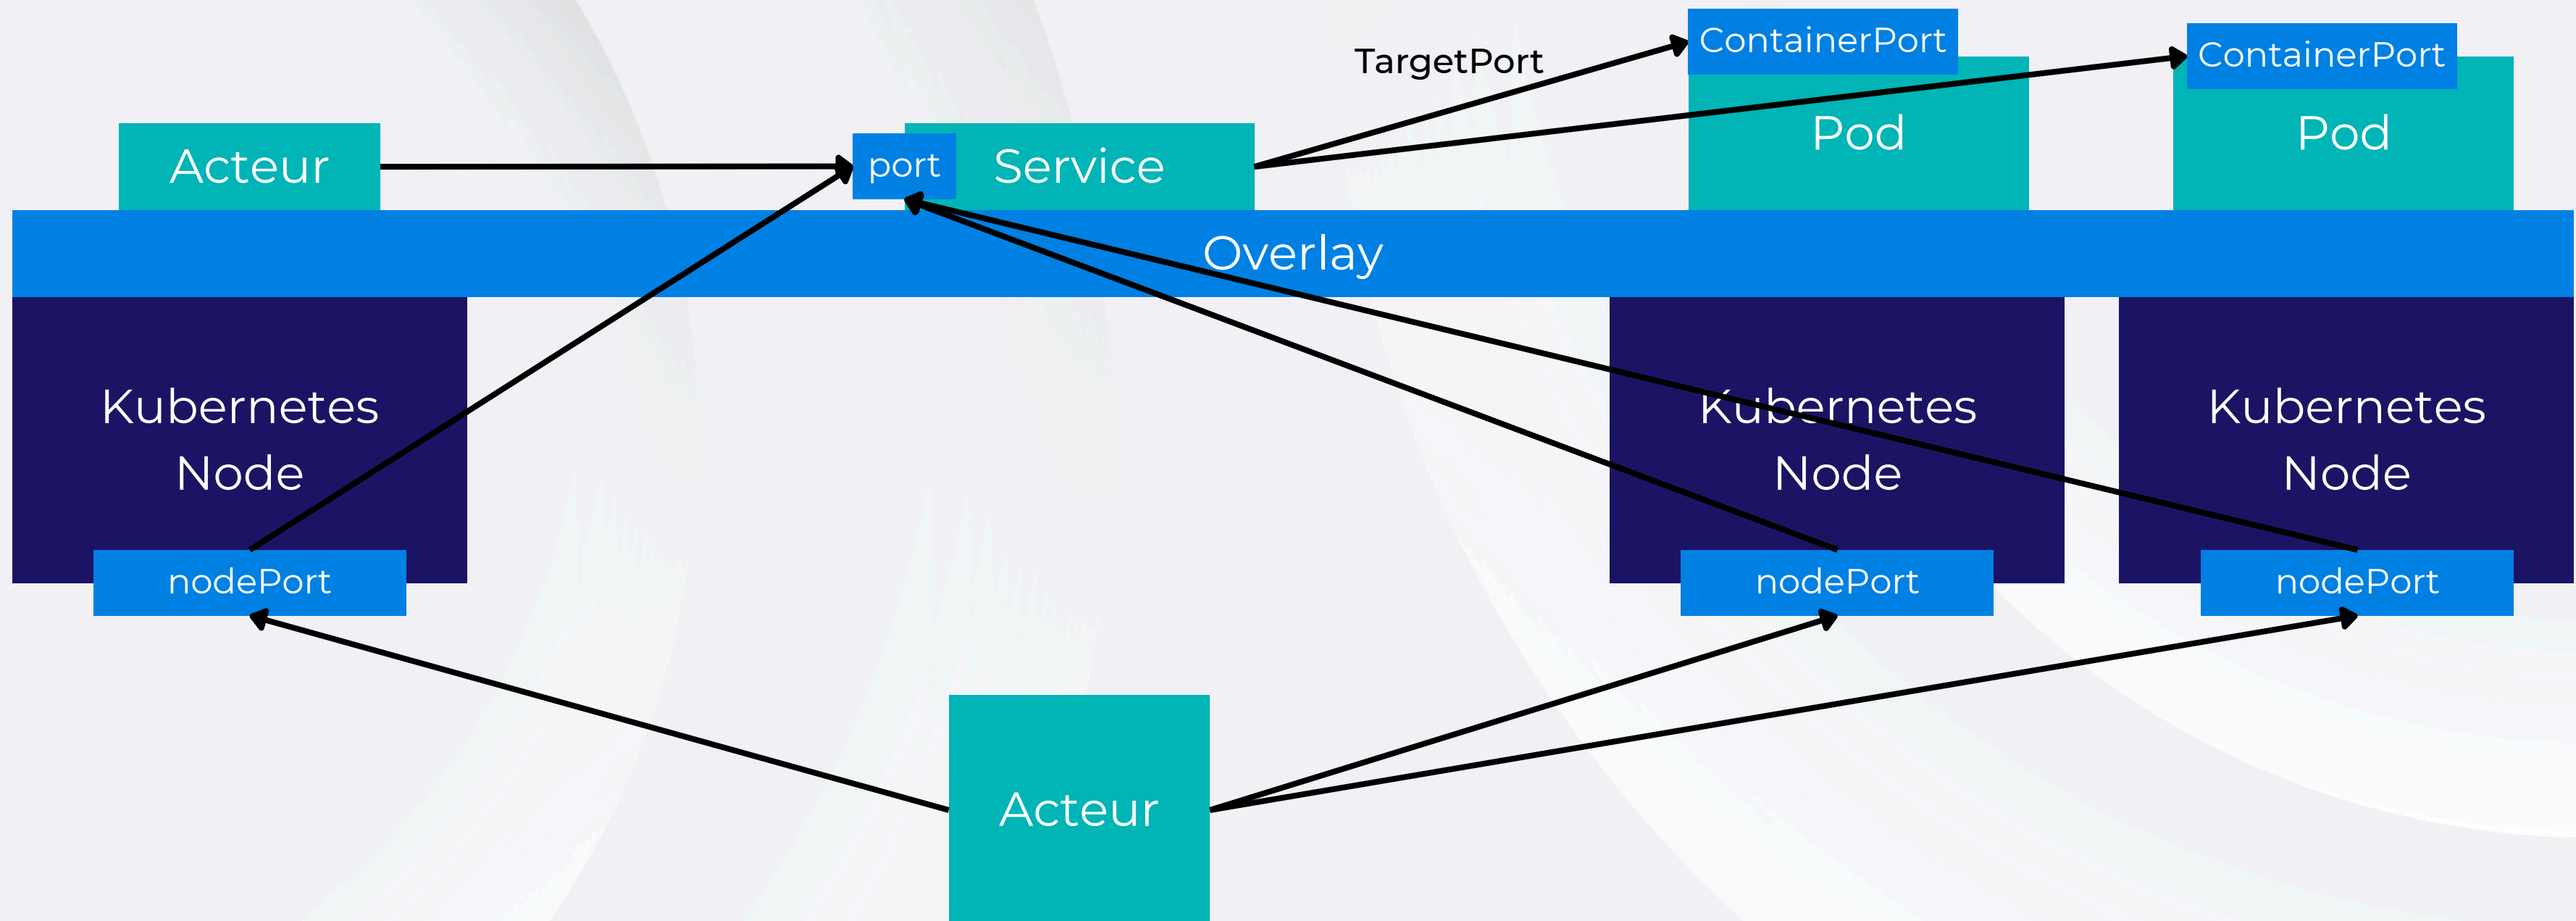 TargetPort
ContainerPort
ContainerPort
Acteur
port
Service
Pod
Pod
Overlay
Kubernetes
Node
Kubernetes
Node
Kubernetes
Node
nodePort
nodePort
nodePort
Acteur